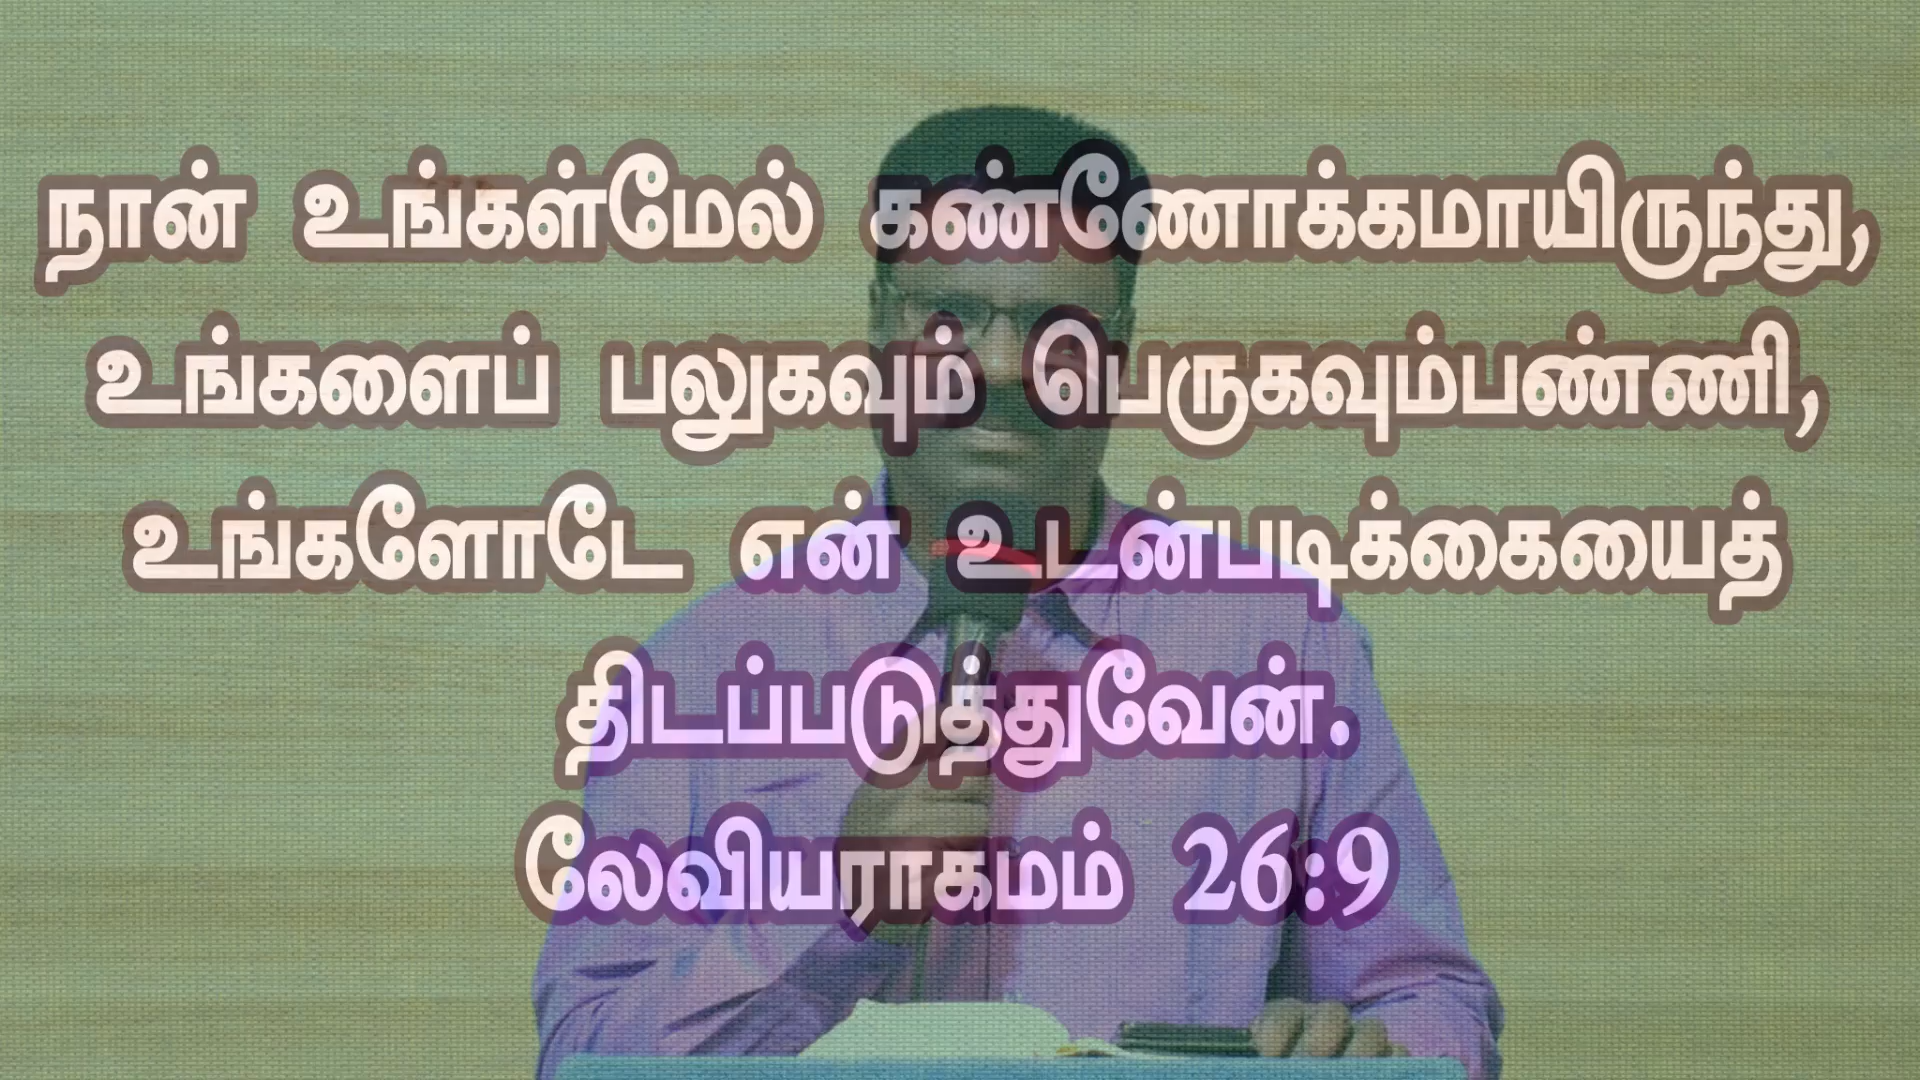 நான் உங்கள்மேல் கண்ணோக்கமாயிருந்து,
உங்களைப் பலுகவும் பெருகவும்பண்ணி,
உங்களோடே என் உடன்படிக்கையைத்
திடப்படுத்துவேன்.
லேவியராகமம் 26:9